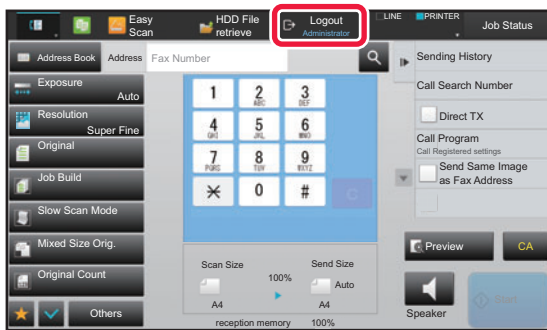 Easy
Scan
HDD File
retrieve
Logout
Administrator
LINE
PRINTER
Job Status
Address Book
Address
Fax Number
Sending History
Exposure
Auto
Call Search Number
Resolution
Super Fine
Direct TX
Original
Call Program
Call Registered settings
Job Build
Send Same Image
as Fax Address
Slow Scan Mode
Mixed Size Orig.
Original Count
Others
1
2
ABC
3
DEF
4
GHI
5
JKL
6
MNO
7
PQRS
8
TUV
9
WXYZ
0
#
C
Scan Size
100%
Send Size
Auto
A4
A4
reception memory 100%
Preview
CA
Speaker
Start